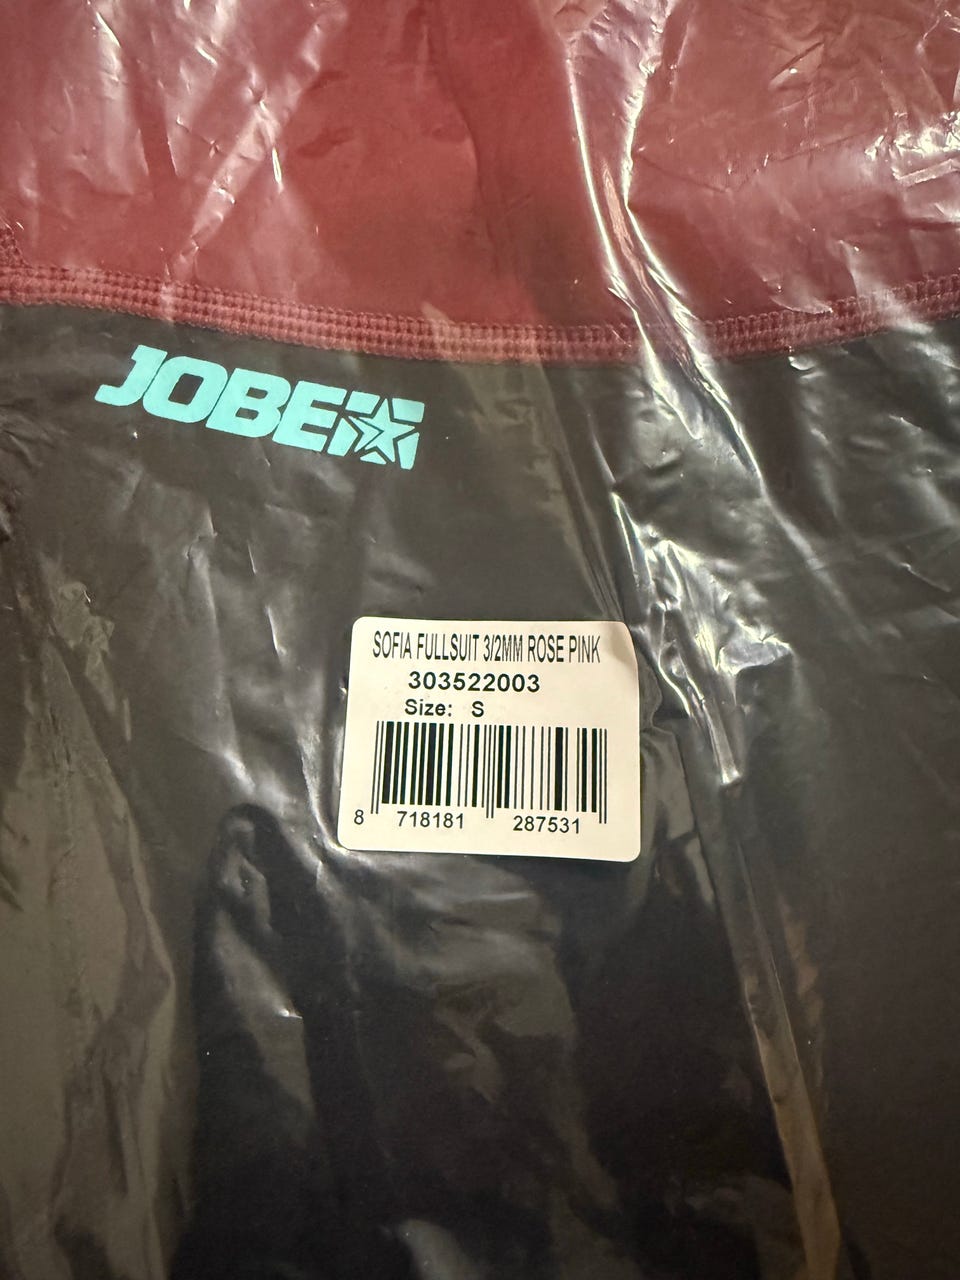 JOBE
SOFIA FULLSUIT 3/2MM ROSE PINK
303522003
Size: S
8 718181 287531